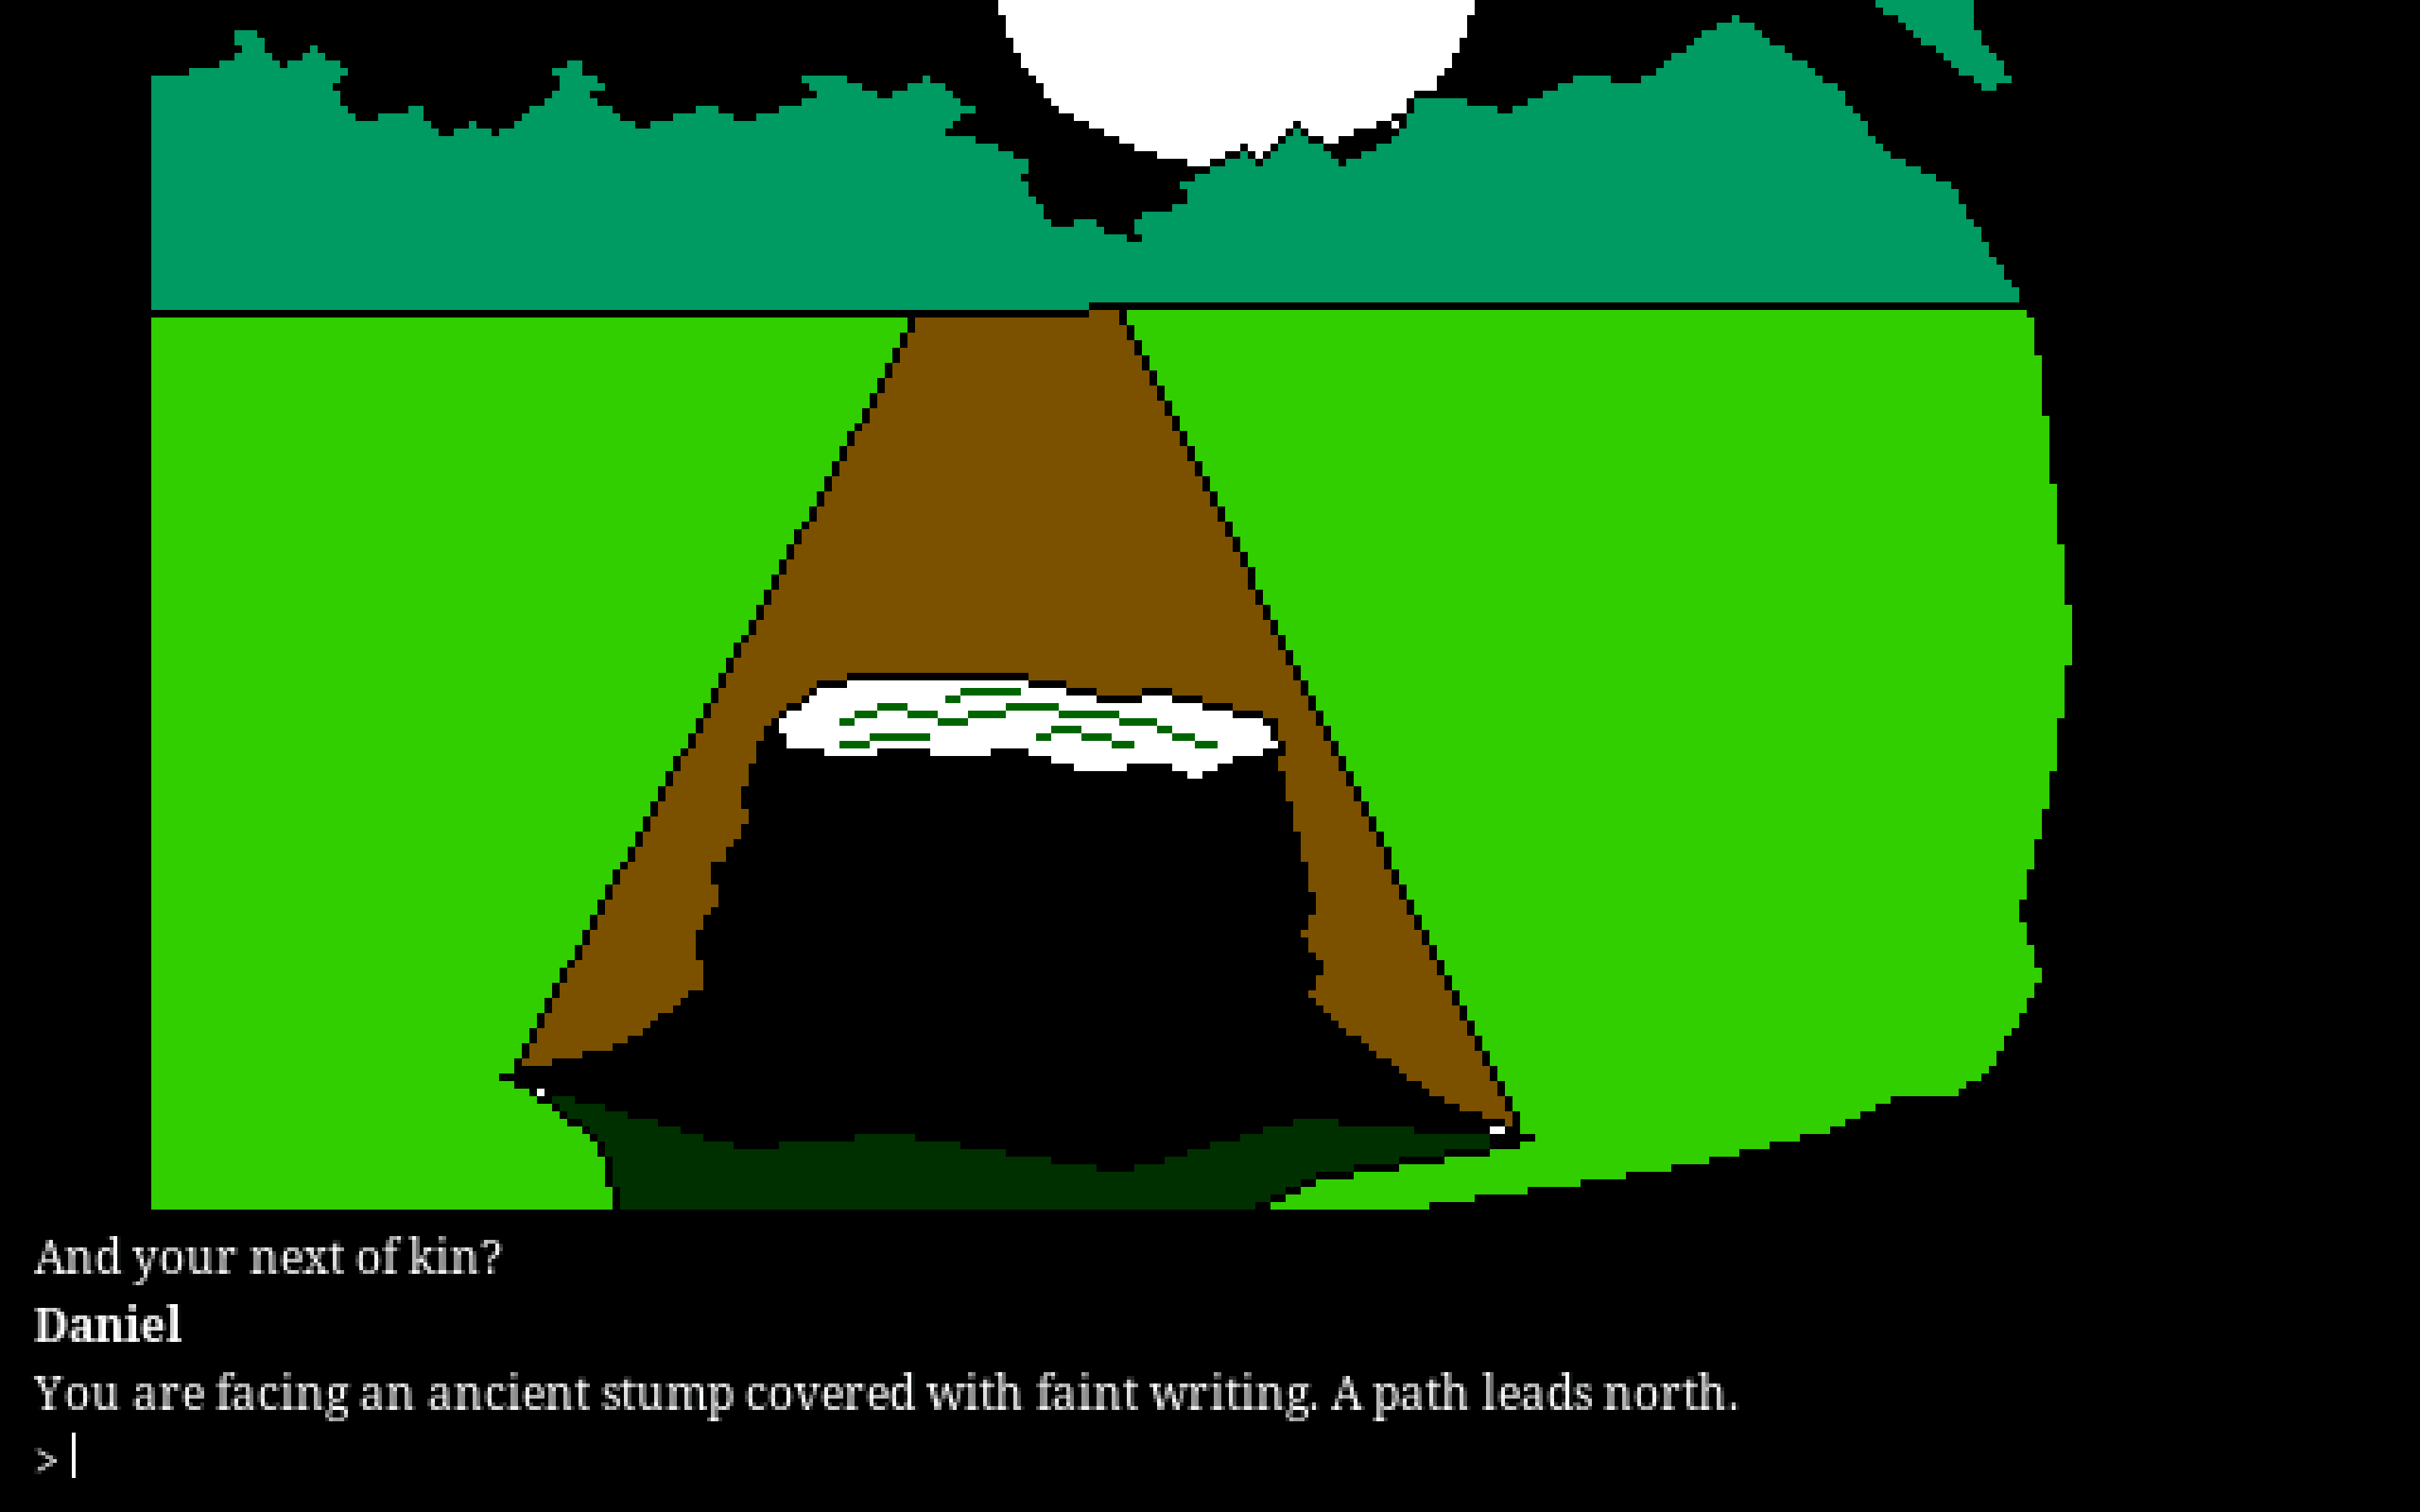 And your next of kin?
Daniel
You are facing an ancient stump covered with faint writing. A path leads north.
>